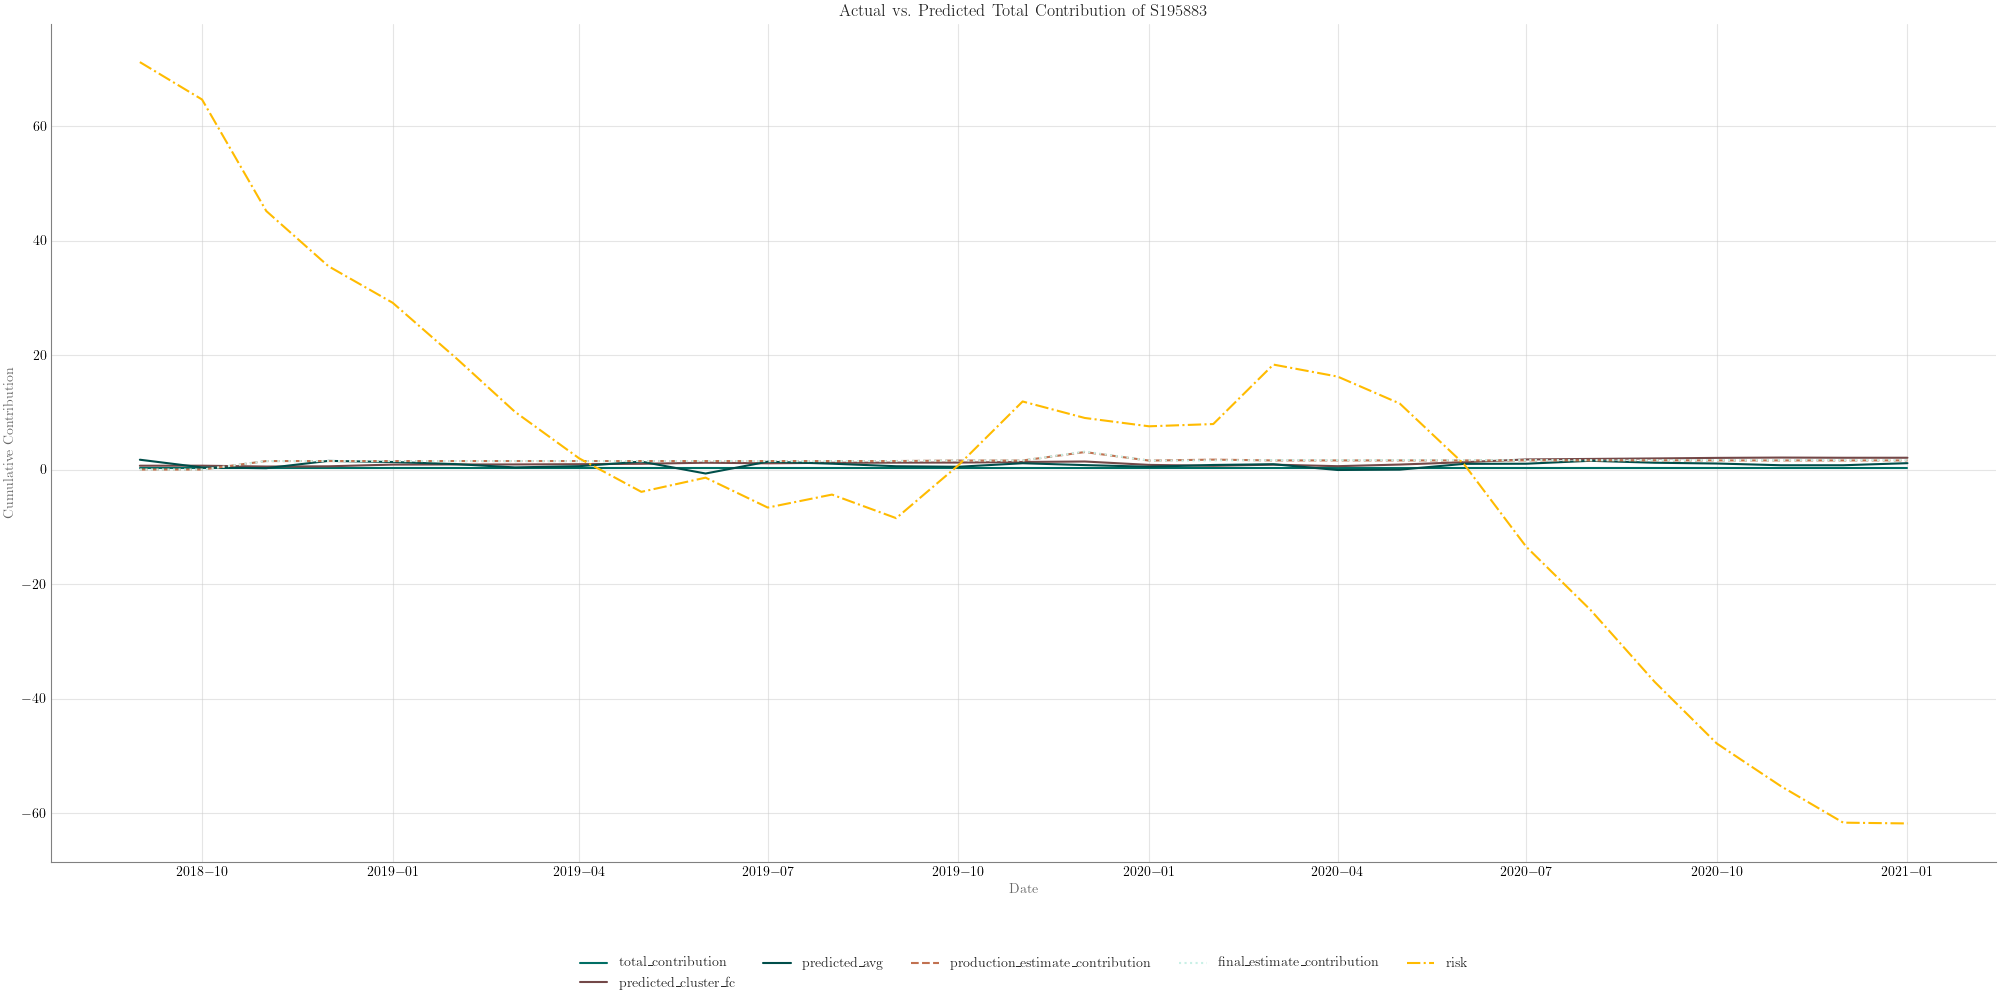 Actual vs. Predicted Total Contribution of S195883
Cumulative Contribution
60
40
20
0
−20
−40
−60
2018−10 2019−01 2019−04 2019−07 2019−10 2020−01 2020−04 2020−07 2020−10 2021−01
Date
total_contribution predicted_avg production_estimate_contribution final_estimate_contribution risk
predicted_cluster_fc